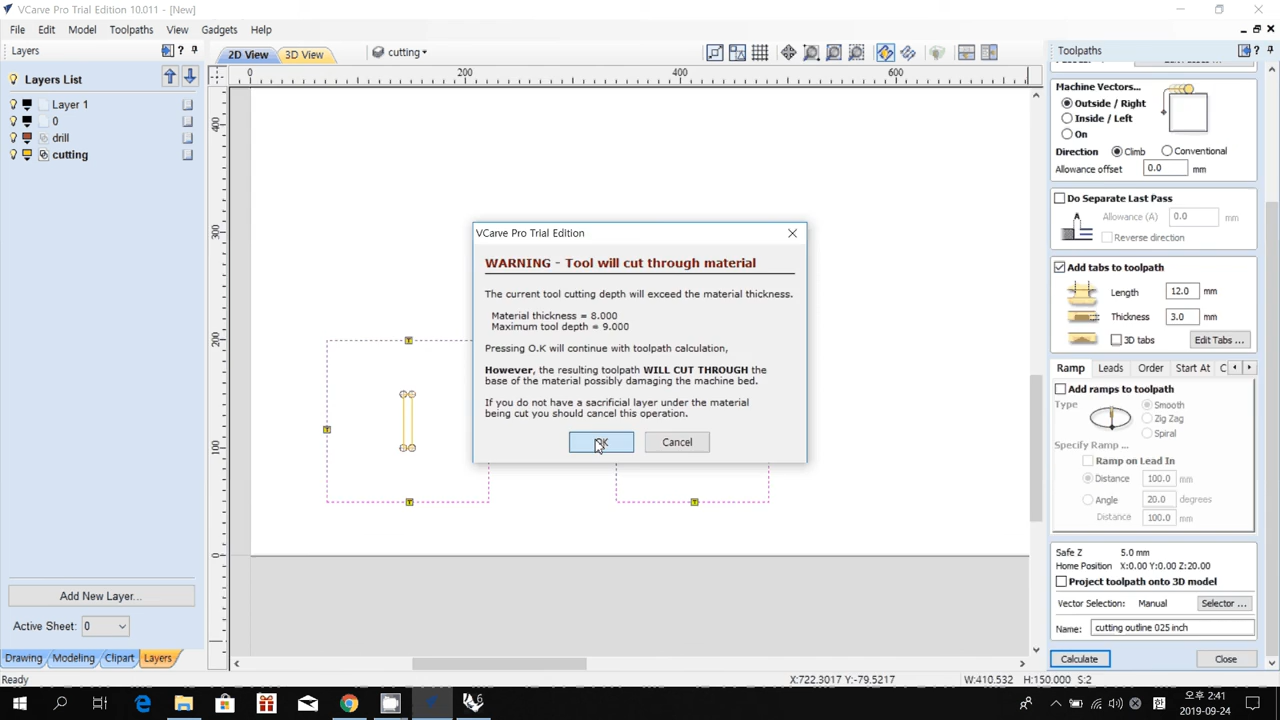 VCarve Pro Trial Edition 10.011 - [New]
File Edit Model Toolpaths View Gadgets Help
Layers
Layers List
Layer 1
0
drill
cutting
Add New Layer...
Active Sheet: 0
Drawing Modeling Clipart Layers
Ready
2D View 3D View cutting
0 200 400 600 800
400
300
200
100
0
T
T
T
T
VCarve Pro Trial Edition
WARNING - Tool will cut through material
The current tool cutting depth will exceed the material thickness.
Material thickness = 8.000
Maximum tool depth = 9.000
Pressing O.K will continue with toolpath calculation,
However, the resulting toolpath WILL CUT THROUGH the
base of the material possibly damaging the machine bed.
If you do not have a sacrificial layer under the material
being cut you should cancel this operation.
OK Cancel
Toolpaths
Machine Vectors...
Outside / Right
Inside / Left
On
Direction Climb Conventional
Allowance offset 0.0 mm
Do Separate Last Pass
Allowance (A) 0.0 mm
Reverse direction
A
Add tabs to toolpath
Length 12.0 mm
Thickness 3.0 mm
3D tabs Edit Tabs ...
Ramp Leads Order Start At C
Add ramps to toolpath
Type Smooth
Zig Zag
Spiral
Specify Ramp ...
Ramp on Lead In
Distance 100.0 mm
Angle 20.0 degrees
Distance 100.0 mm
Safe Z 5.0 mm
Home Position X:0.00 Y:0.00 Z:20.00
Project toolpath onto 3D model
Vector Selection: Manual Selector ...
Name: cutting outline 025 inch
Calculate Close
X:722.3017 Y:-79.5217 W:410.532 H:150.000 S:2
오후 2:41
2019-09-24